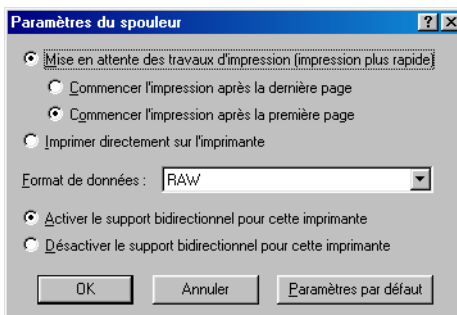 Paramètres du spouleur
Mise en attente des travaux d'impression (impression plus rapide)
Commencer l'impression après la dernière page
Commencer l'impression après la première page
Imprimer directement sur l'imprimante
Format de données : RAW
Activer le support bidirectionnel pour cette imprimante
Désactiver le support bidirectionnel pour cette imprimante
OK Annuler Paramètres par défaut